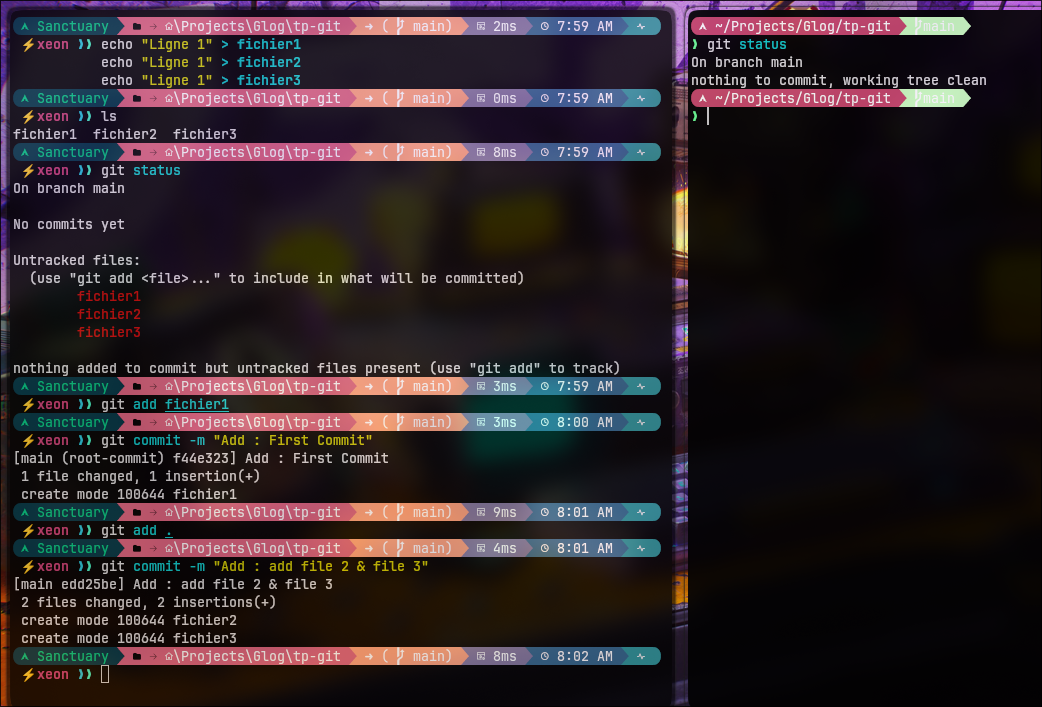 Sanctuary → \Projects\Glog\tp-git → ( main) 2ms 7:59 AM
⚡xeon ❫❫ echo "Ligne 1" > fichier1
echo "Ligne 1" > fichier2
echo "Ligne 1" > fichier3
Sanctuary → \Projects\Glog\tp-git → ( main) 0ms 7:59 AM
⚡xeon ❫❫ ls
fichier1  fichier2  fichier3
Sanctuary → \Projects\Glog\tp-git → ( main) 8ms 7:59 AM
⚡xeon ❫❫ git status
On branch main
No commits yet
Untracked files:
(use "git add <file>..." to include in what will be committed)
fichier1
fichier2
fichier3
nothing added to commit but untracked files present (use "git add" to track)
Sanctuary → \Projects\Glog\tp-git → ( main) 3ms 7:59 AM
⚡xeon ❫❫ git add fichier1
Sanctuary → \Projects\Glog\tp-git → ( main) 3ms 8:00 AM
⚡xeon ❫❫ git commit -m "Add : First Commit"
[main (root-commit) f44e323] Add : First Commit
1 file changed, 1 insertion(+)
create mode 100644 fichier1
Sanctuary → \Projects\Glog\tp-git → ( main) 9ms 8:01 AM
⚡xeon ❫❫ git add .
Sanctuary → \Projects\Glog\tp-git → ( main) 4ms 8:01 AM
⚡xeon ❫❫ git commit -m "Add : add file 2 & file 3"
[main edd25be] Add : add file 2 & file 3
2 files changed, 2 insertions(+)
create mode 100644 fichier2
create mode 100644 fichier3
Sanctuary → \Projects\Glog\tp-git → ( main) 8ms 8:02 AM
⚡xeon ❫❫
~/Projects/Glog/tp-git main
❫ git status
On branch main
nothing to commit, working tree clean
~/Projects/Glog/tp-git main
❫